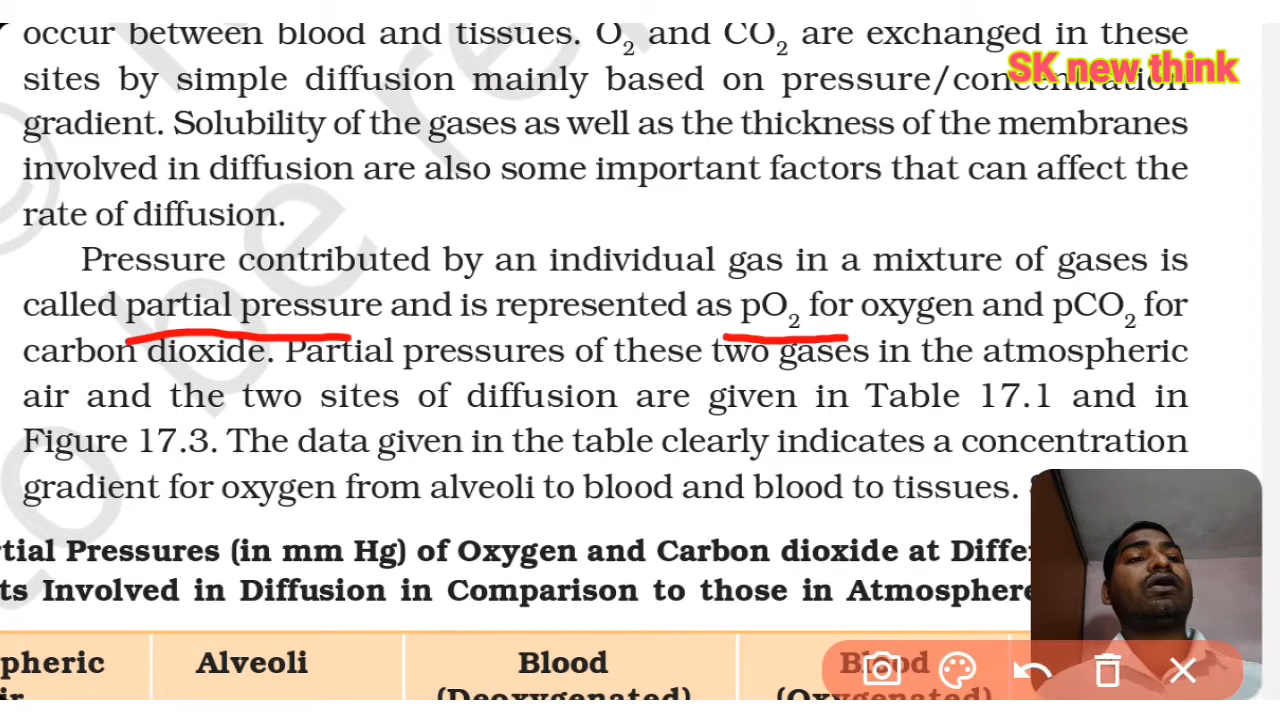 occur between blood and tissues. O2 and CO2 are exchanged in these
SK new think
sites by simple diffusion mainly based on pressure/concentration
gradient. Solubility of the gases as well as the thickness of the membranes
involved in diffusion are also some important factors that can affect the
rate of diffusion.
Pressure contributed by an individual gas in a mixture of gases is
called partial pressure and is represented as pO2 for oxygen and pCO2 for
carbon dioxide. Partial pressures of these two gases in the atmospheric
air and the two sites of diffusion are given in Table 17.1 and in
Figure 17.3. The data given in the table clearly indicates a concentration
gradient for oxygen from alveoli to blood and blood to tissues.
rtial Pressures (in mm Hg) of Oxygen and Carbon dioxide at Differ
ts Involved in Diffusion in Comparison to those in Atmosphere
pheric Alveoli Blood Blood
ir (Deoxygenated) (Oxygenated)